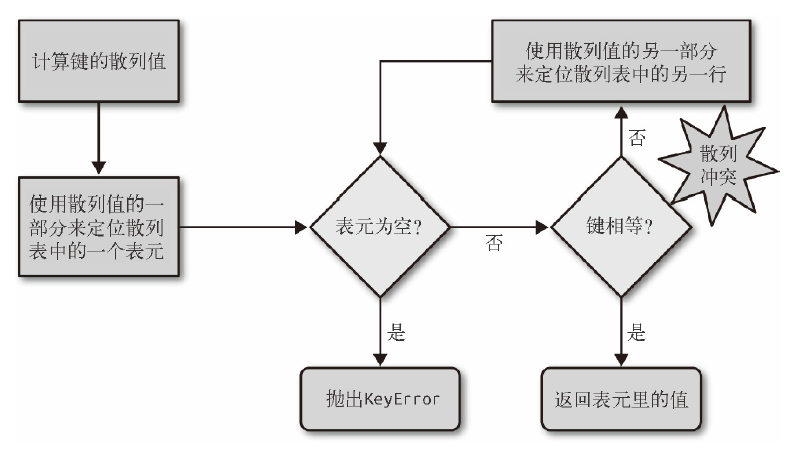 计算键的散列值
使用散列值的一
部分来定位散列
表中的一个表元
表元为空?
是
抛出KeyError
否
键相等?
是
返回表元里的值
否
散列
冲突
使用散列值的另一部分
来定位散列表中的另一行